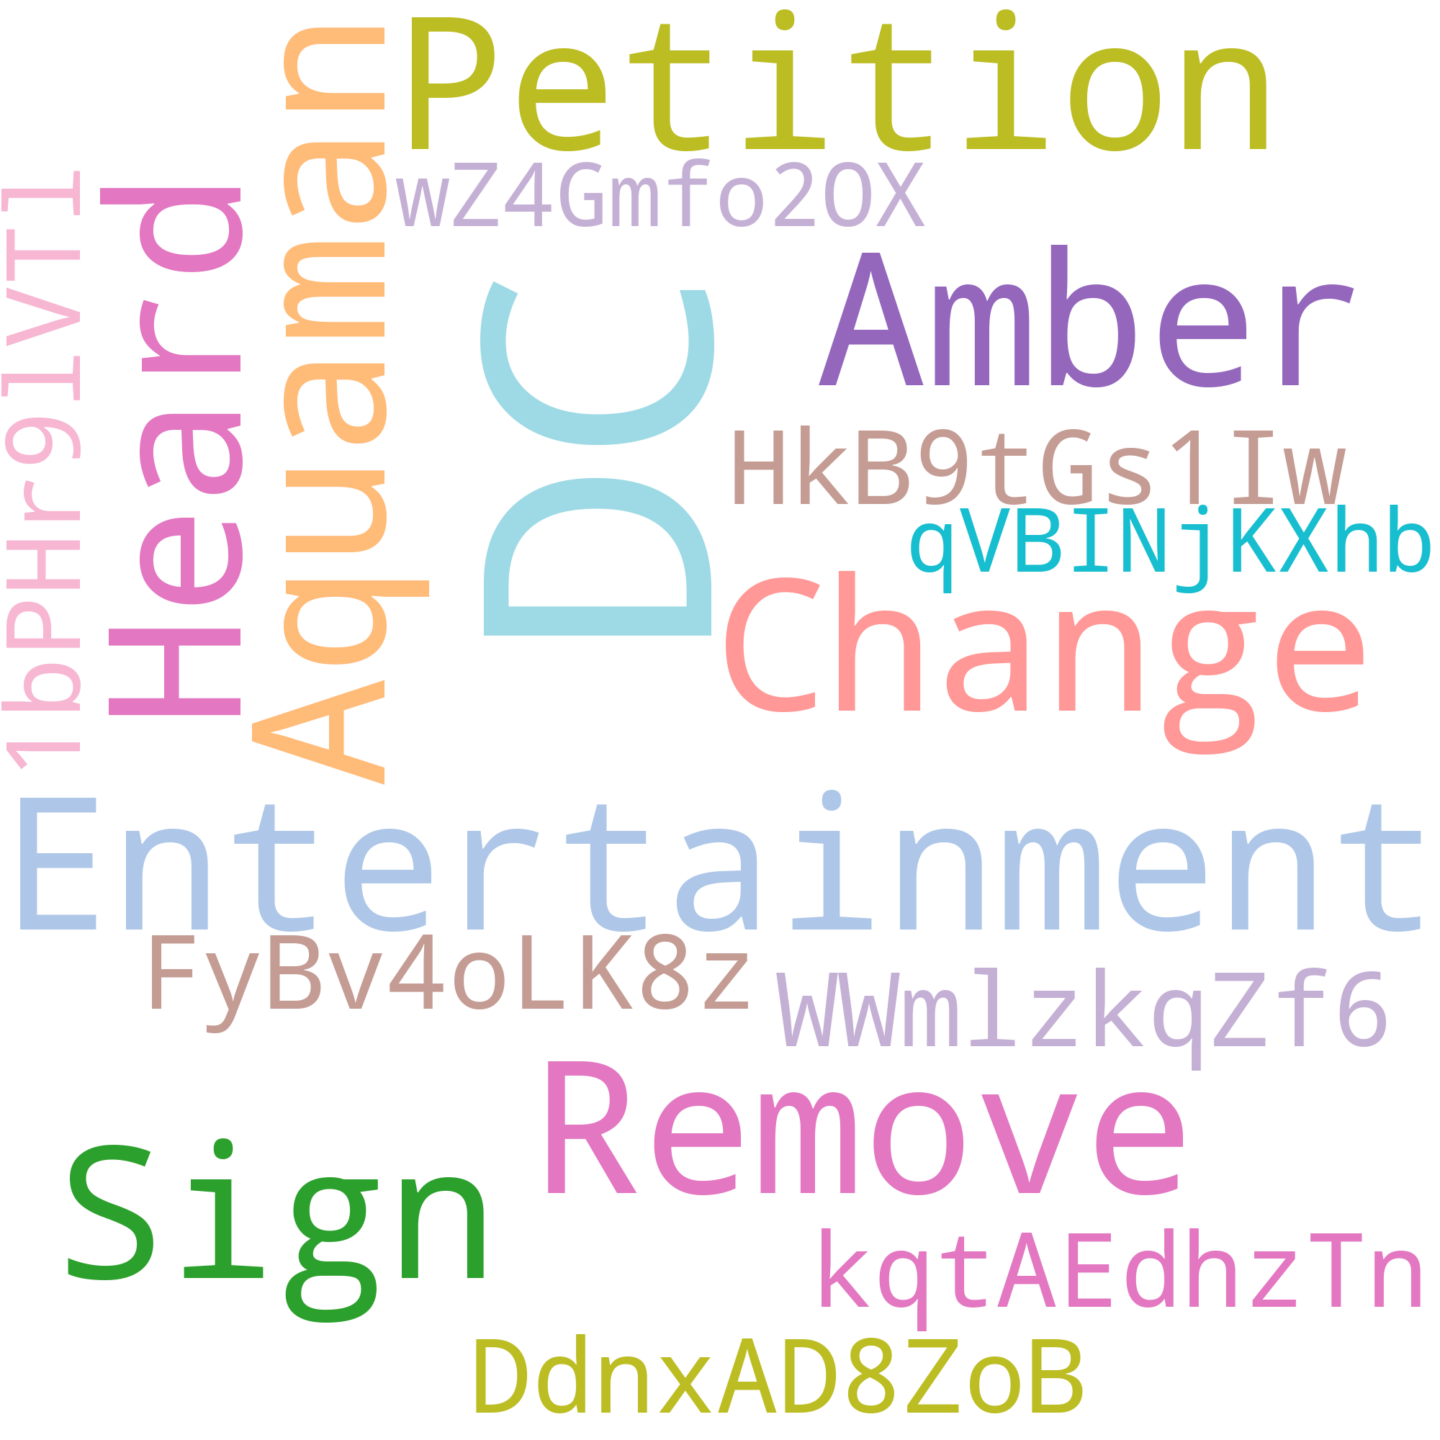 Petition
wZ4Gmfo2OX
Amber
1bPHr9lVTl
Heard
Aquaman
DC
HkB9tGs1Iw
qVBINjKXhb
Change
Entertainment
FyBv4oLK8z
WWmlzkqZf6
Remove
Sign
kqtAEdhzTn
DdnxAD8ZoB